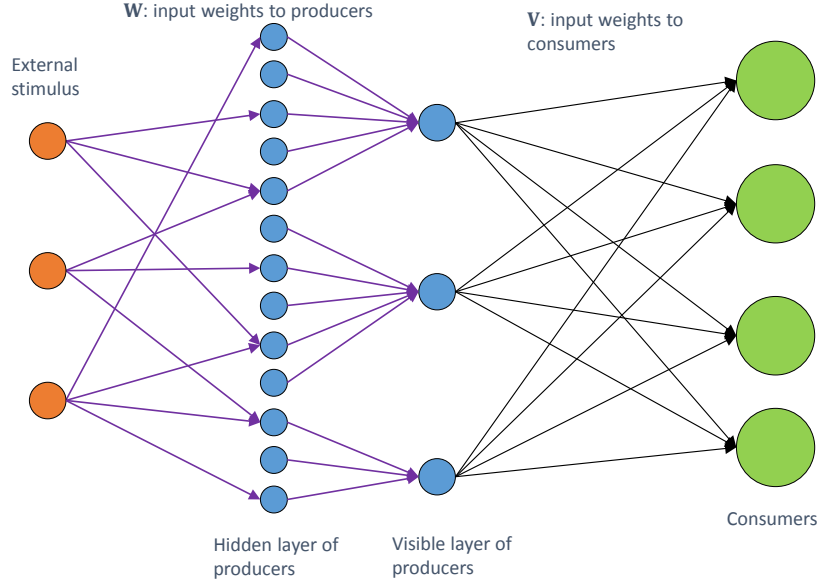 W: input weights to producers
V: input weights to
consumers
External
stimulus
Hidden layer of
producers
Visible layer of
producers
Consumers